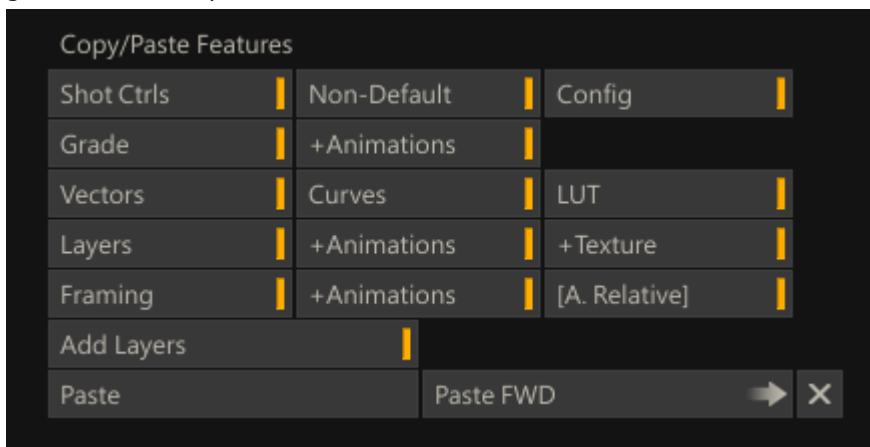 Copy/Paste Features
Shot Ctrls Non-Default Config
Grade +Animations
Vectors Curves LUT
Layers +Animations +Texture
Framing +Animations [A. Relative]
Add Layers
Paste Paste FWD